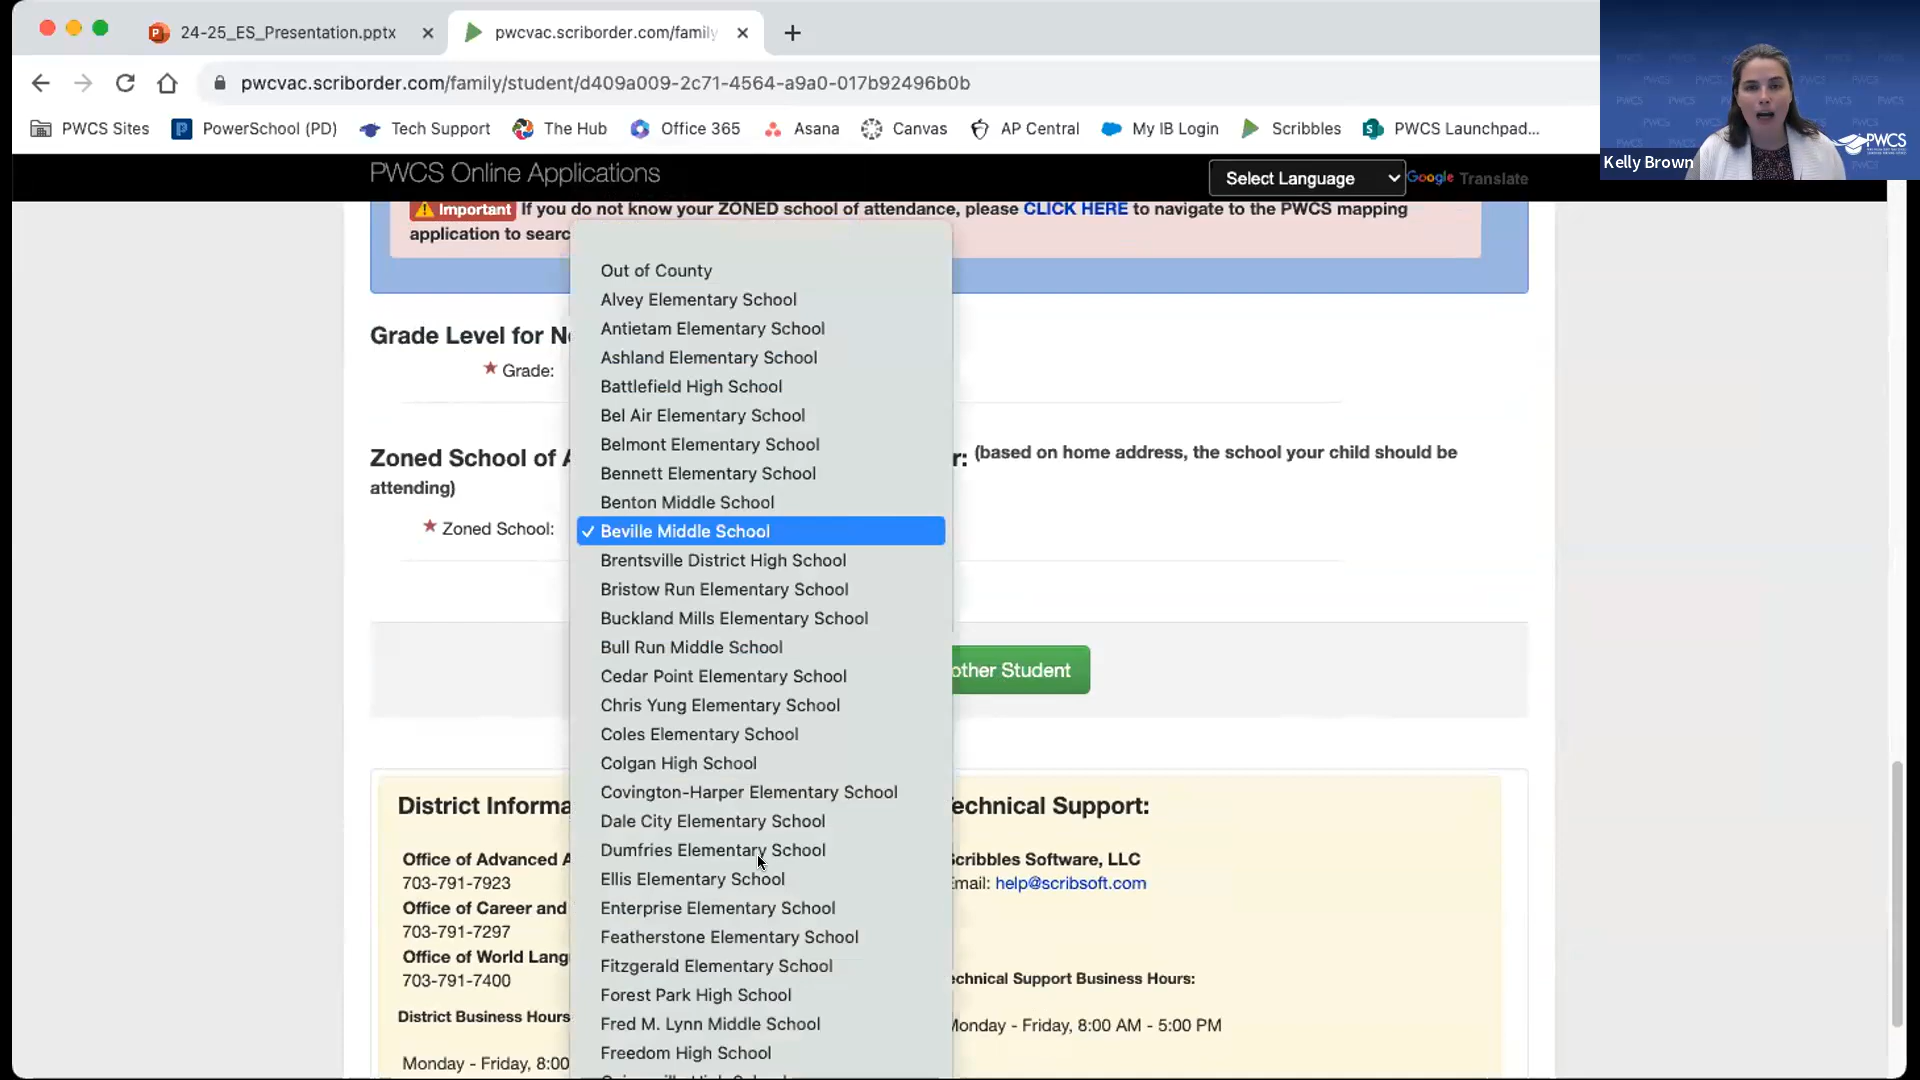 24-25_ES_Presentation.pptx
pwcvac.scriborder.com/family
pwcvac.scriborder.com/family/student/d409a009-2c71-4564-a9a0-017b92496b0b
PWCS Sites PowerSchool (PD) Tech Support The Hub Office 365 Asana Canvas AP Central My IB Login Scribbles PWCS Launchpad...
PWCS
Kelly Brown
PWCS Online Applications
Select Language Google Translate
Important If you do not know your ZONED school of attendance, please CLICK HERE to navigate to the PWCS mapping
application to searc
Out of County
Alvey Elementary School
Grade Level for
Antietam Elementary School
Ashland Elementary School
Grade:
Battlefield High School
Bel Air Elementary School
Belmont Elementary School
Zoned School of r: (based on home address, the school your child should be
attending)
Bennett Elementary School
Benton Middle School
Zoned School: Beville Middle School
Brentsville District High School
Bristow Run Elementary School
Buckland Mills Elementary School
Bull Run Middle School
other Student
Cedar Point Elementary School
Chris Yung Elementary School
Coles Elementary School
Colgan High School
Covington-Harper Elementary School
District Informa echnical Support:
Dale City Elementary School
Dumfries Elementary School
Office of Advanced A Scribbles Software, LLC
703-791-7923 Email: help@scribsoft.com
Ellis Elementary School
Office of Career and Enterprise Elementary School
703-791-7297 Featherstone Elementary School
Office of World Lang Fitzgerald Elementary School
703-791-7400 echnical Support Business Hours:
Forest Park High School
District Business Hours Fred M. Lynn Middle School Monday - Friday, 8:00 AM - 5:00 PM
Freedom High School
Monday - Friday, 8:00